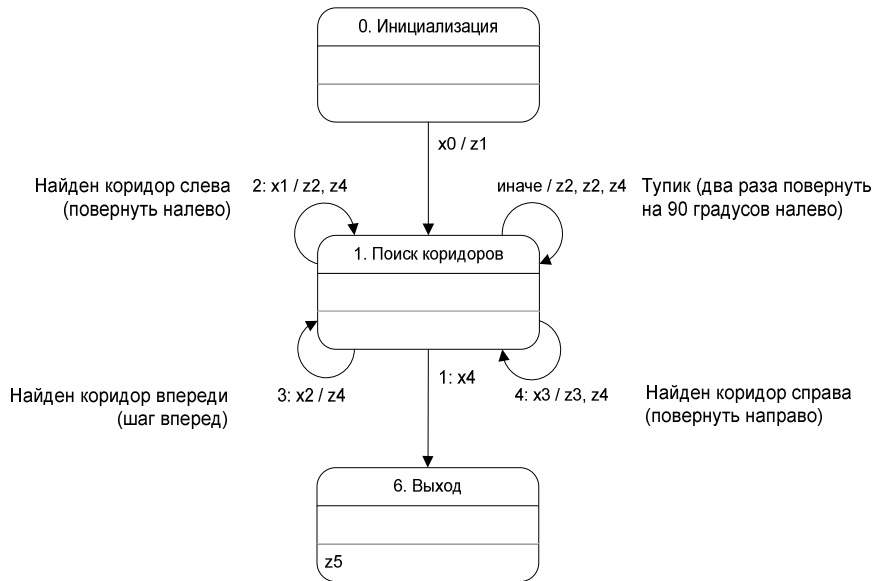 0. Инициализация
x0 / z1
Найден коридор слева
(повернуть налево)
2: x1 / z2, z4
иначе / z2, z2, z4
Тупик (два раза повернуть
на 90 градусов налево)
1. Поиск коридоров
Найден коридор впереди
(шаг вперед)
3: x2 / z4
1: x4
4: x3 / z3, z4
Найден коридор справа
(повернуть направо)
6. Выход
z5